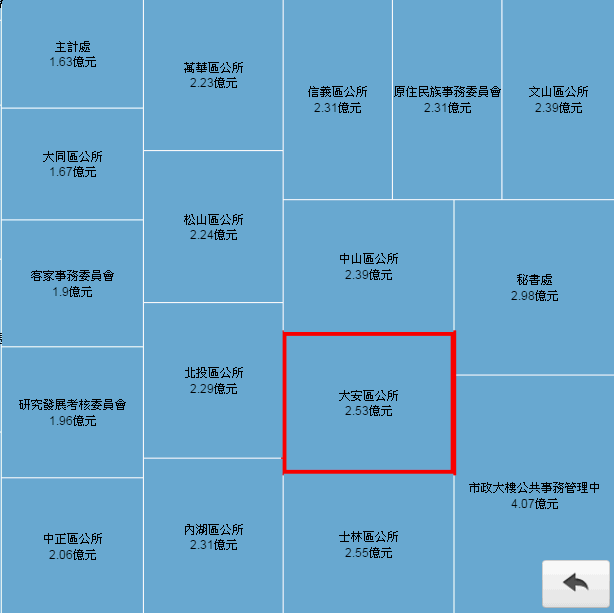 主計處
1.63億元
大同區公所
1.67億元
客家事務委員會
1.9億元
研究發展考核委員會
1.96億元
中正區公所
2.06億元
萬華區公所
2.23億元
松山區公所
2.24億元
北投區公所
2.29億元
內湖區公所
2.31億元
信義區公所
2.31億元
原住民族事務委員會
2.31億元
文山區公所
2.39億元
中山區公所
2.39億元
大安區公所
2.53億元
士林區公所
2.55億元
秘書處
2.98億元
市政大樓公共事務管理中
4.07億元